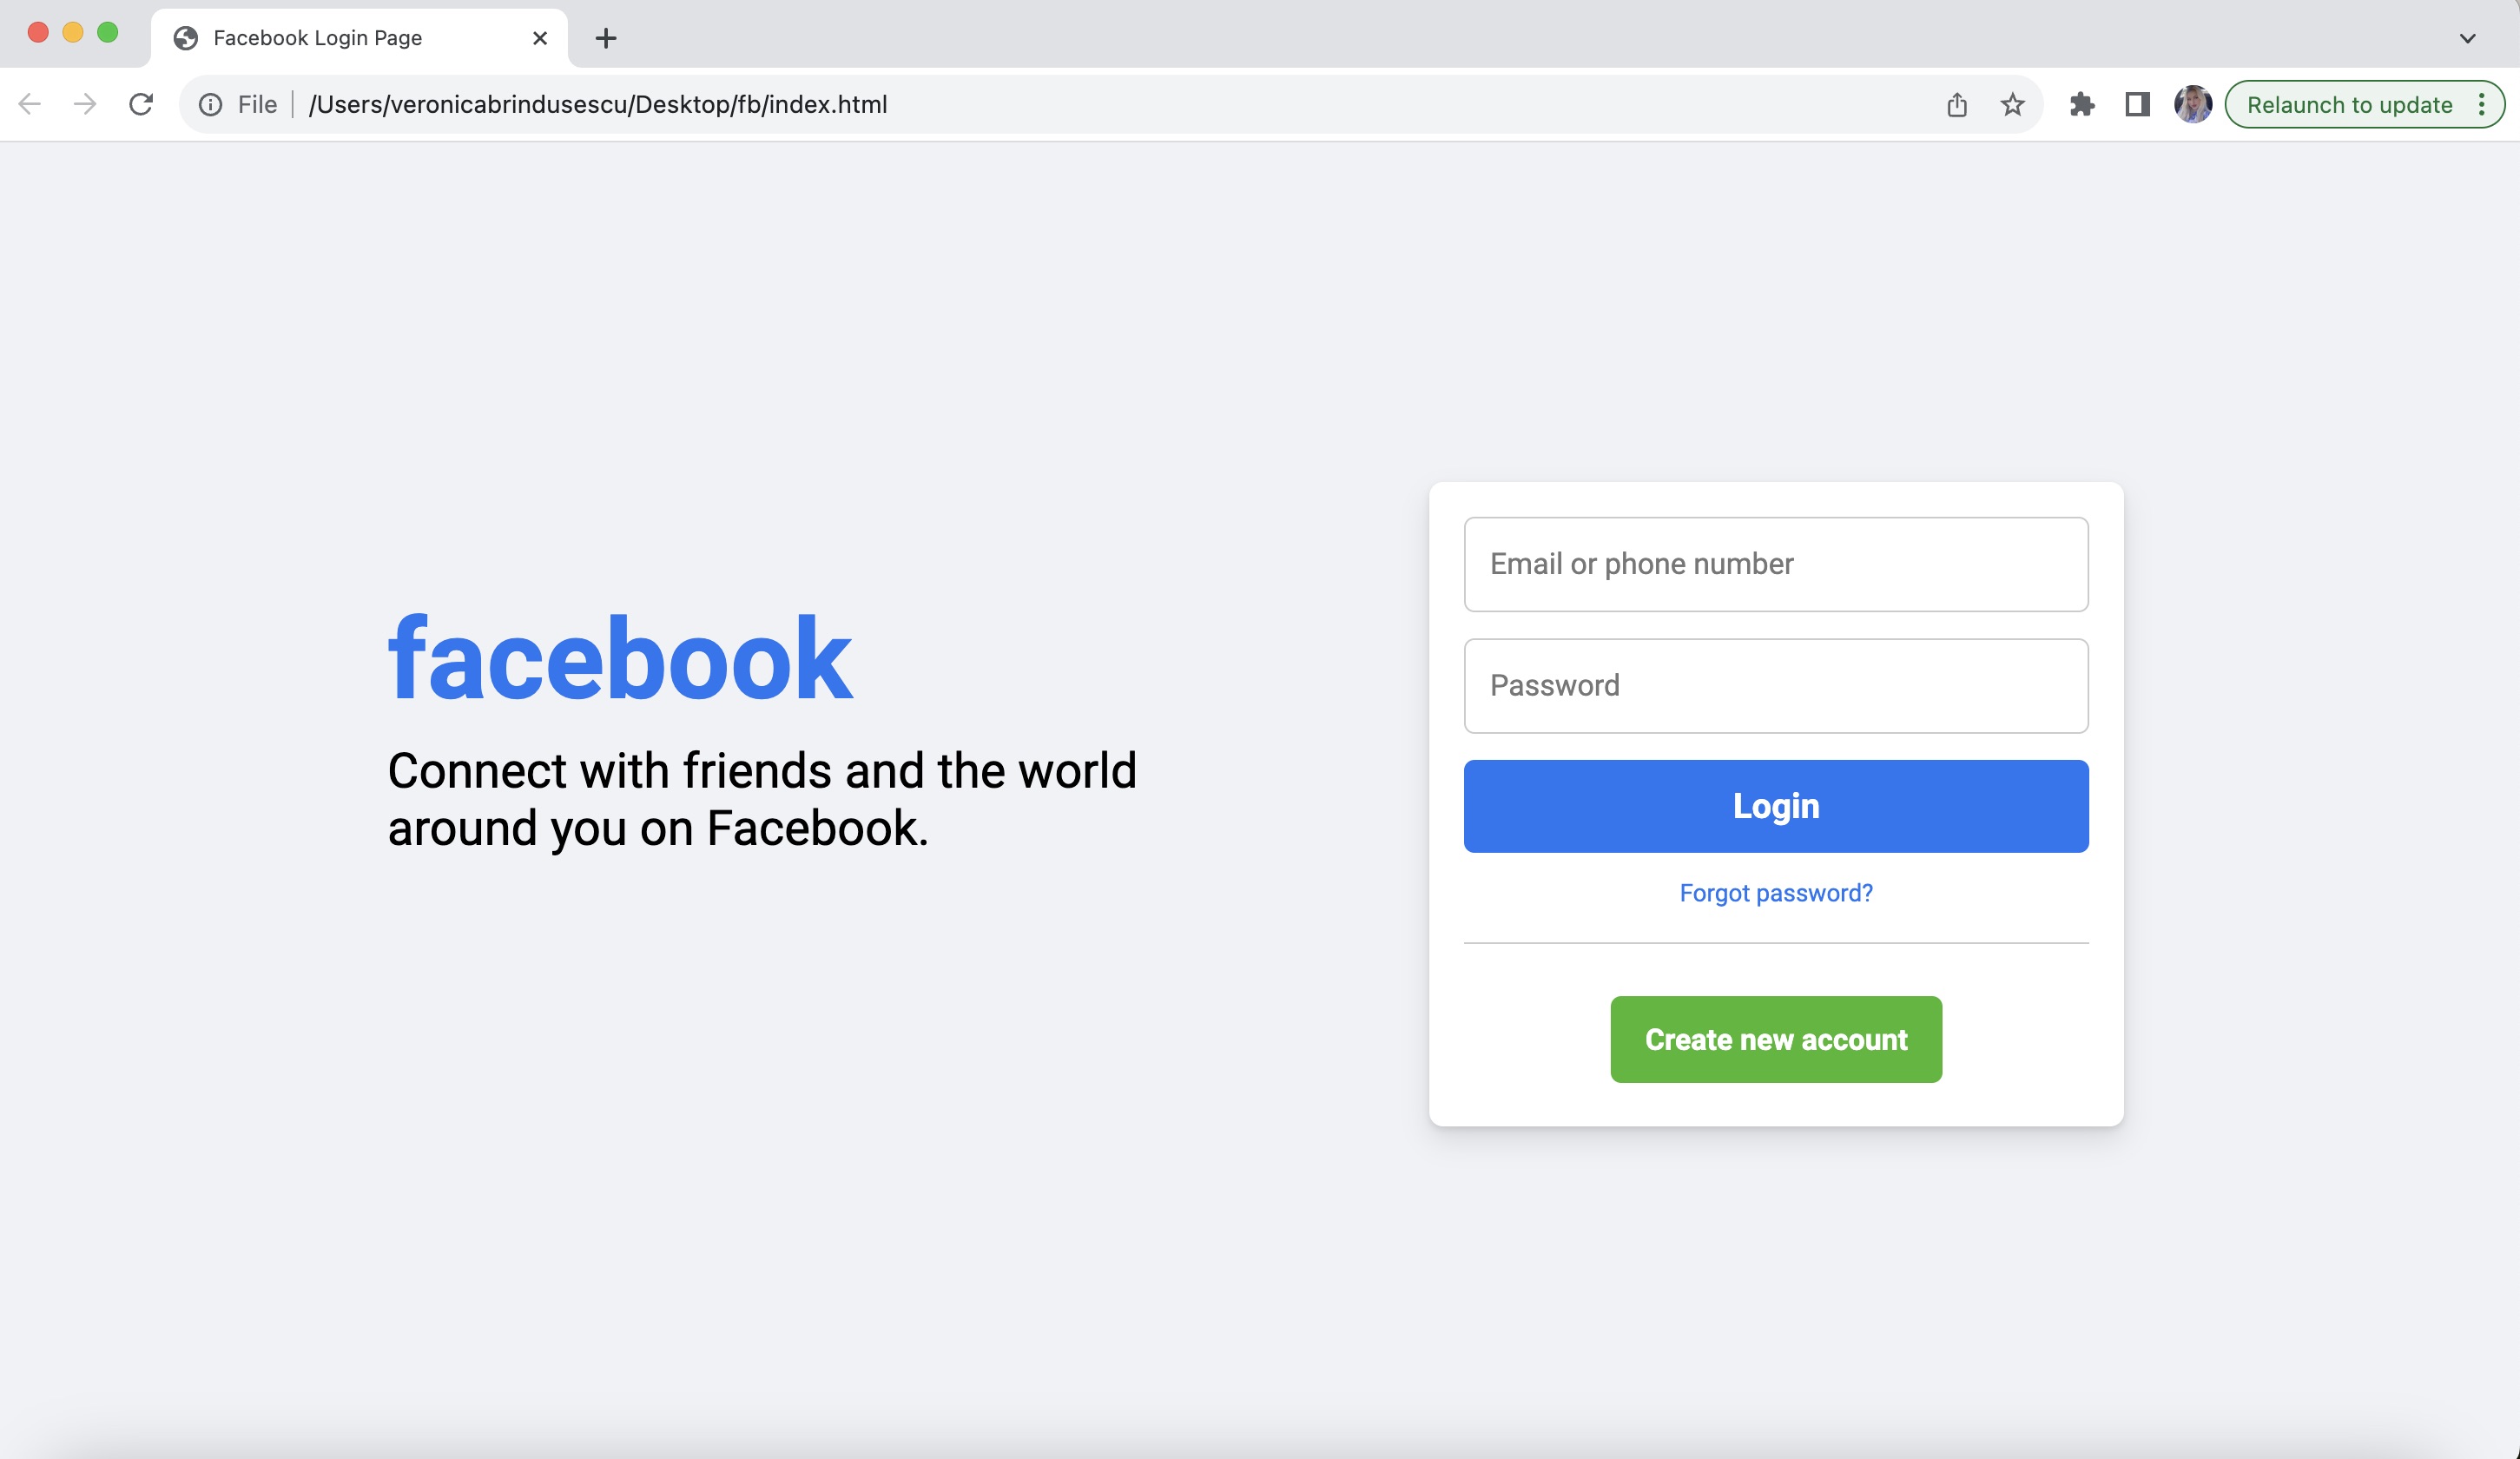 Facebook Login Page
File
/Users/veronicabrindusescu/Desktop/fb/index.html
Relaunch to update
facebook
Connect with friends and the world
around you on Facebook.
Email or phone number
Password
Login
Forgot password?
Create new account